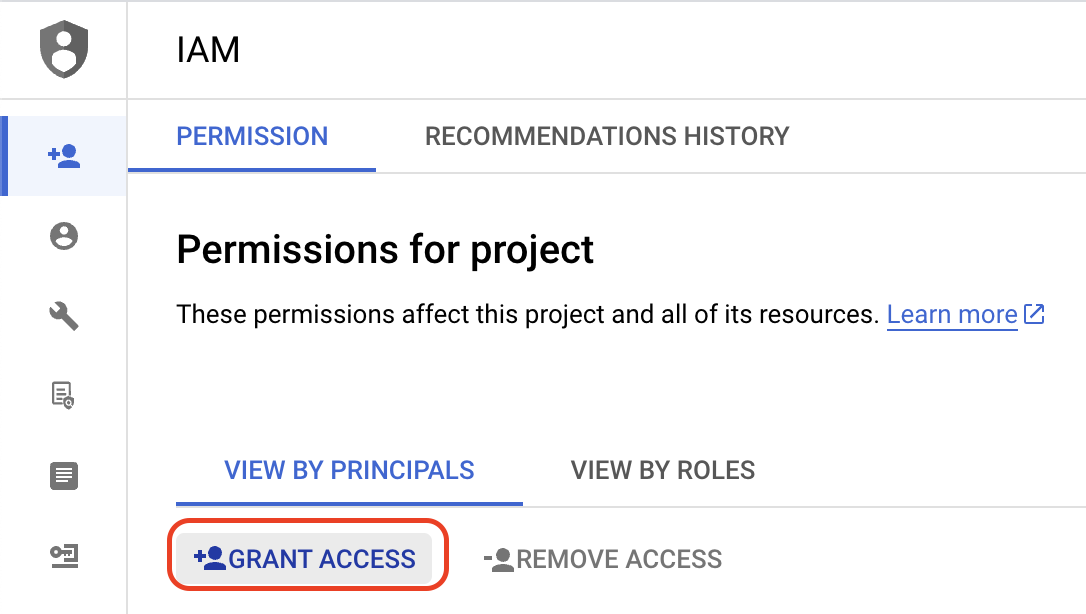 IAM
PERMISSION RECOMMENDATIONS HISTORY
Permissions for project
These permissions affect this project and all of its resources. Learn more
VIEW BY PRINCIPALS VIEW BY ROLES
GRANT ACCESS REMOVE ACCESS